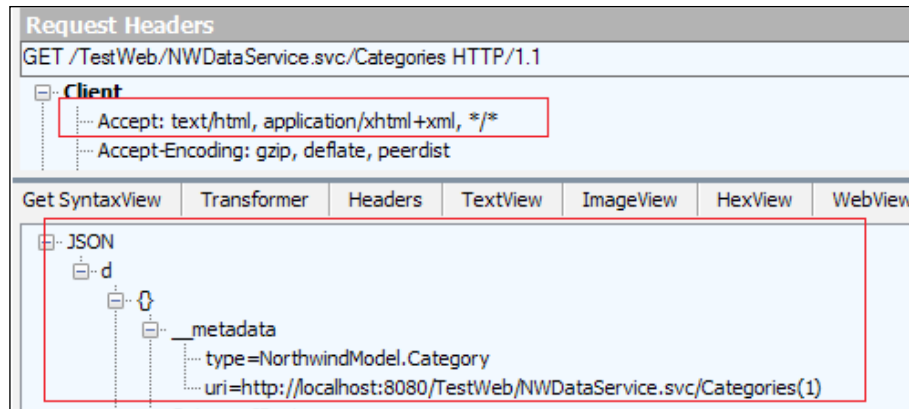 Request Headers
GET /TestWeb/NWDataService.svc/Categories HTTP/1.1
Client
Accept: text/html, application/xhtml+xml, */*
Accept-Encoding: gzip, deflate, peerdist
Get SyntaxView Transformer Headers TextView ImageView HexView WebView
JSON
d
{}
__metadata
type=NorthwindModel.Category
uri=http://localhost:8080/TestWeb/NWDataService.svc/Categories(1)